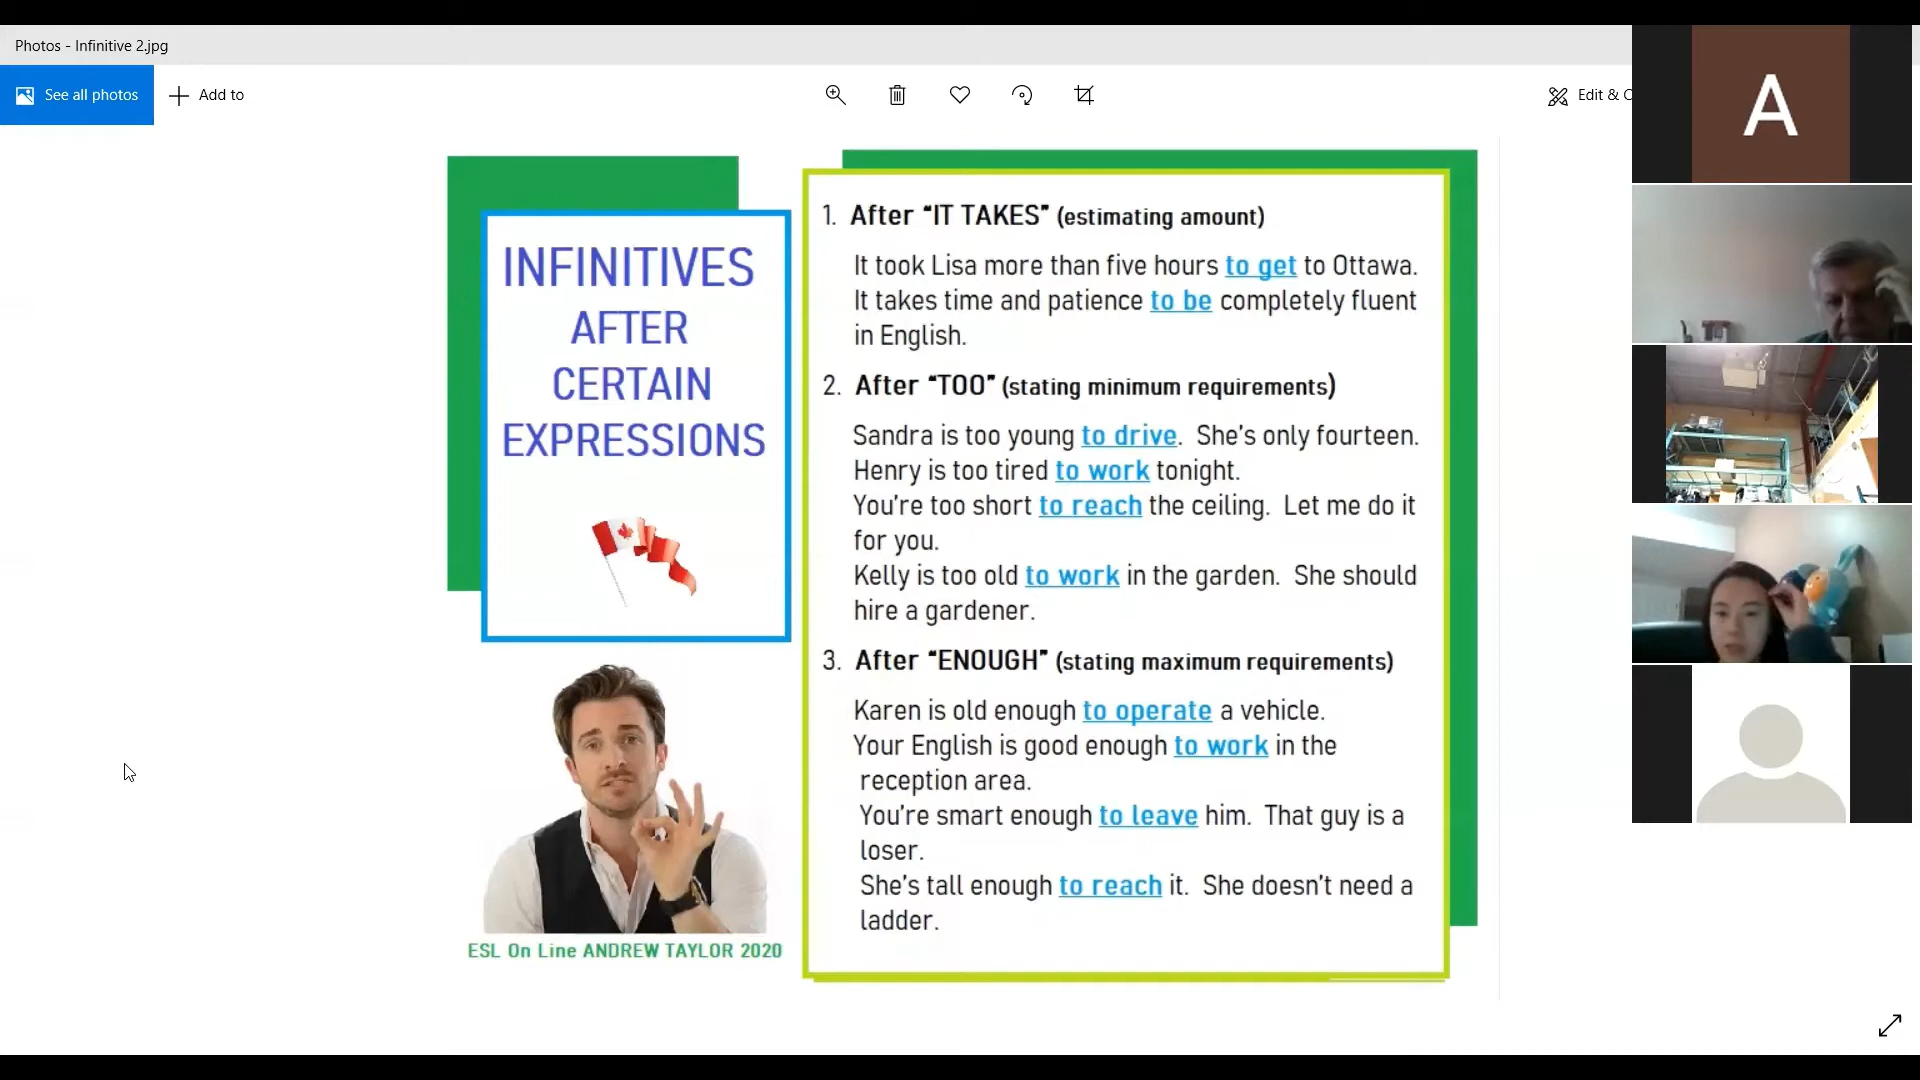 Photos - Infinitive 2.jpg
See all photos
Add to
Edit & C
A
INFINITIVES
AFTER
CERTAIN
EXPRESSIONS
ESL On Line ANDREW TAYLOR 2020
1. After “IT TAKES” (estimating amount)
It took Lisa more than five hours to get to Ottawa.
It takes time and patience to be completely fluent
in English.
2. After “TOO” (stating minimum requirements)
Sandra is too young to drive. She's only fourteen.
Henry is too tired to work tonight.
You're too short to reach the ceiling. Let me do it
for you.
Kelly is too old to work in the garden. She should
hire a gardener.
3. After “ENOUGH” (stating maximum requirements)
Karen is old enough to operate a vehicle.
Your English is good enough to work in the
reception area.
You're smart enough to leave him. That guy is a
loser.
She's tall enough to reach it. She doesn't need a
ladder.